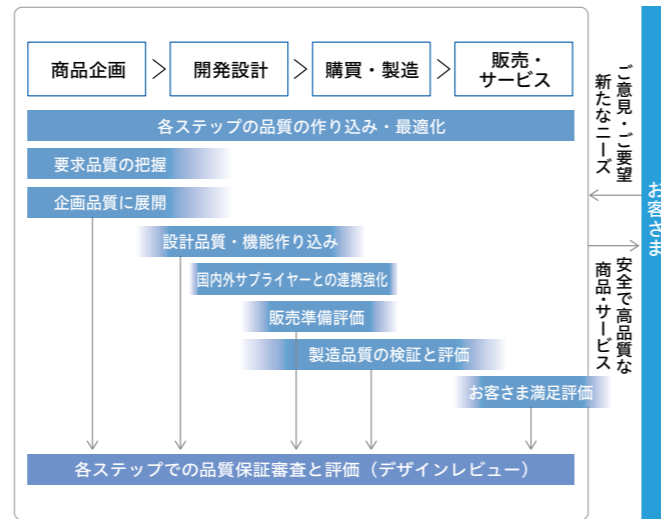 商品企画
開発設計
購買・製造
販売・
サービス
各ステップの品質の作り込み・最適化
要求品質の把握
企画品質に展開
設計品質・機能作り込み
国内外サプライヤーとの連携強化
販売準備評価
製造品質の検証と評価
お客さま満足評価
各ステップでの品質保証審査と評価（デザインレビュー）
ご意見・ご要望
新たなニーズ
安全で高品質な
商品・サービス
お客さま